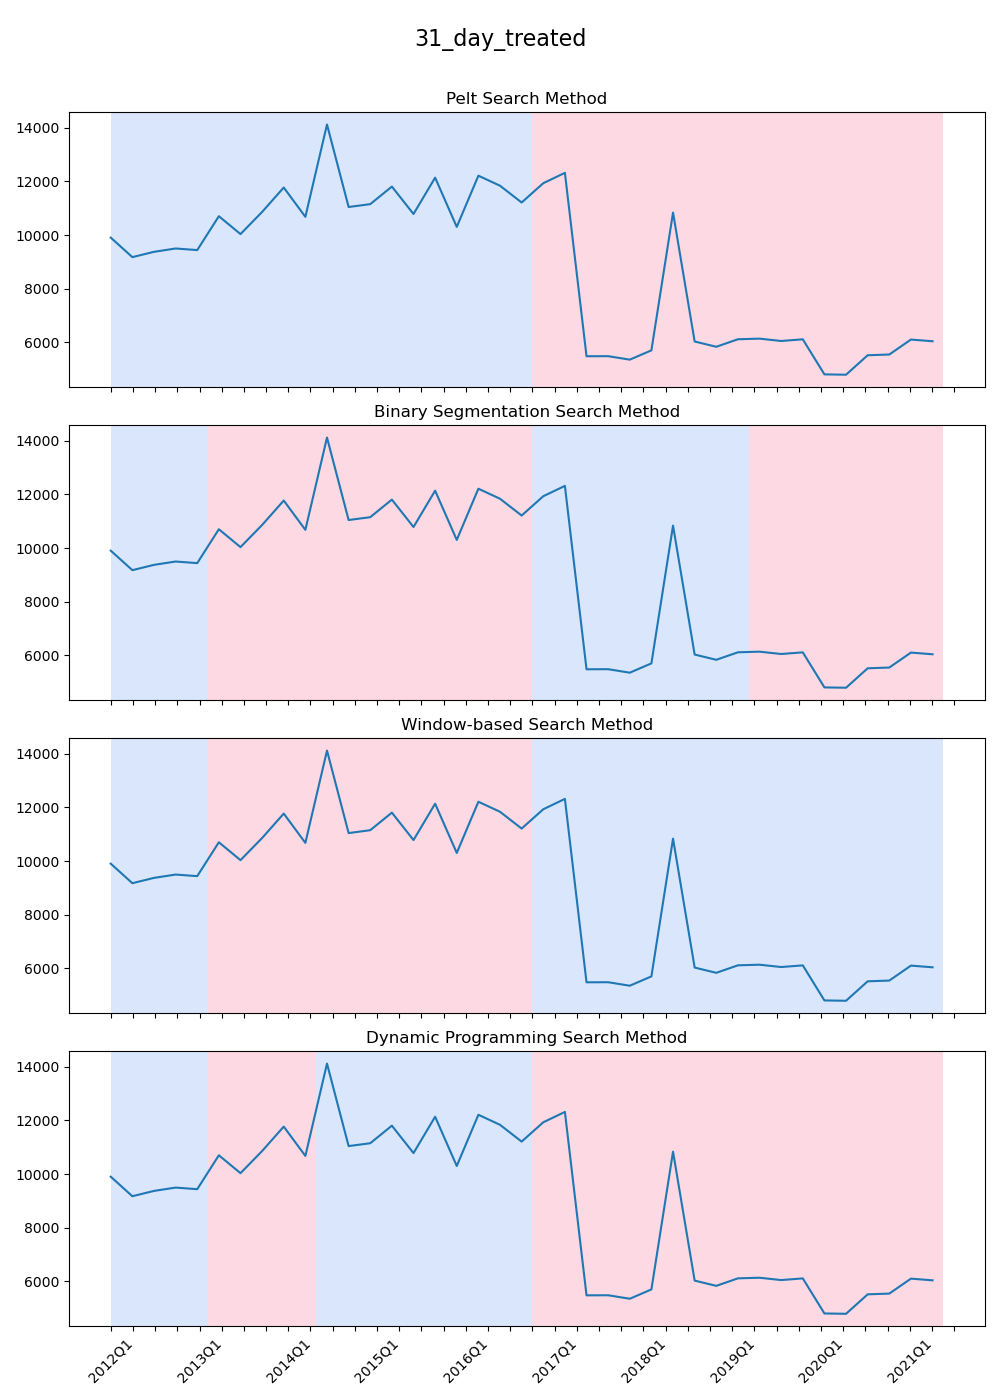 31_day_treated
Pelt Search Method
14000
12000
10000
8000
6000
Binary Segmentation Search Method
14000
12000
10000
8000
6000
Window-based Search Method
14000
12000
10000
8000
6000
Dynamic Programming Search Method
14000
12000
10000
8000
6000
2012Q1
2013Q1
2014Q1
2015Q1
2016Q1
2017Q1
2018Q1
2019Q1
2020Q1
2021Q1